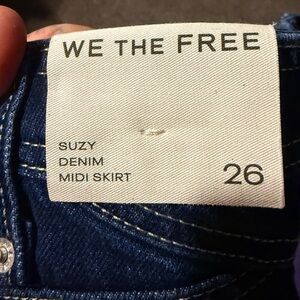 WE THE FREE
SUZY
DENIM
MIDI SKIRT
26